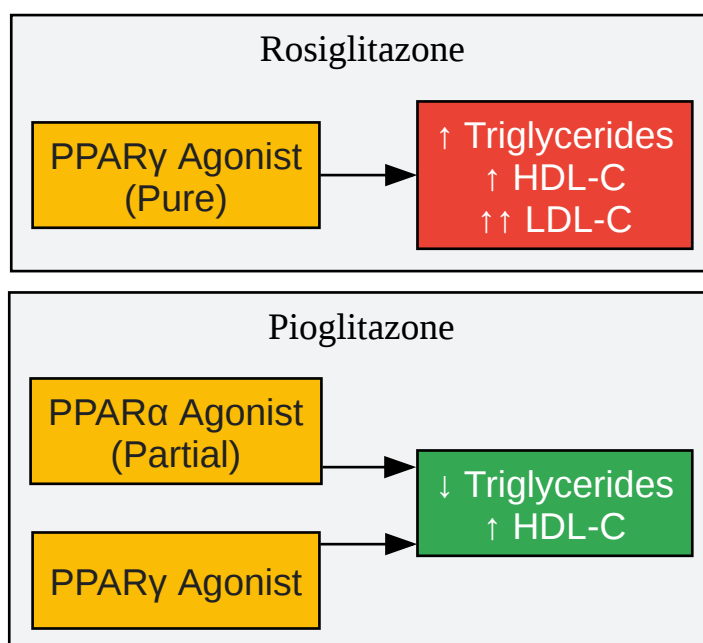 Rosiglitazone
PPARγ Agonist
(Pure)
↑ Triglycerides
↑ HDL-C
↑↑ LDL-C
Pioglitazone
PPARα Agonist
(Partial)
PPARγ Agonist
↓ Triglycerides
↑ HDL-C